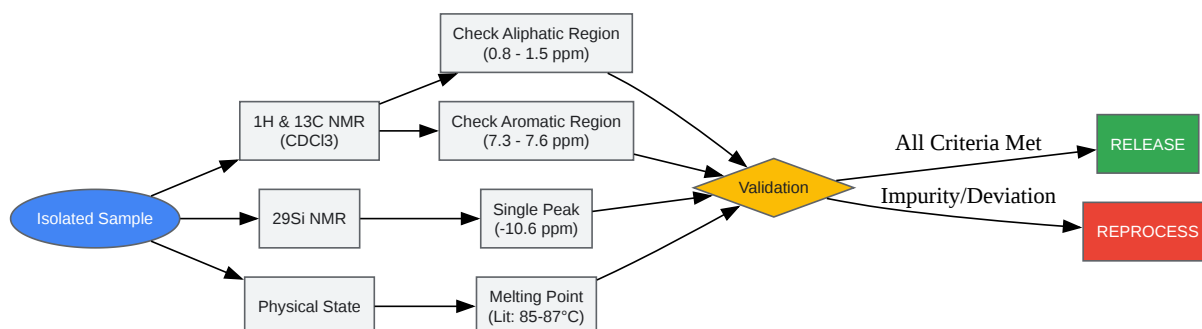 Check Aliphatic Region
(0.8 - 1.5 ppm)
1H & 13C NMR
(CDCl3)
Check Aromatic Region
(7.3 - 7.6 ppm)
All Criteria Met
RELEASE
Isolated Sample
29Si NMR
Single Peak
(-10.6 ppm)
Validation
Impurity/Deviation
REPROCESS
Physical State
Melting Point
(Lit: 85-87°C)